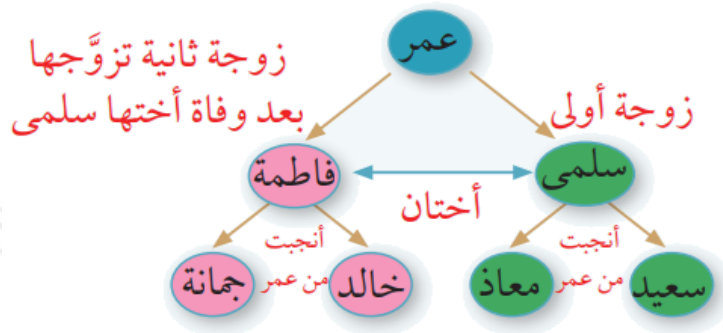 عمر
زوجة أولى
زوجة ثانية تزوَّجها
بعد وفاة أختها سلمى
سلمى
فاطمة
أختان
أنجبت
من عمر
أنجبت
من عمر
سعيد
معاذ
خالد
جمانة